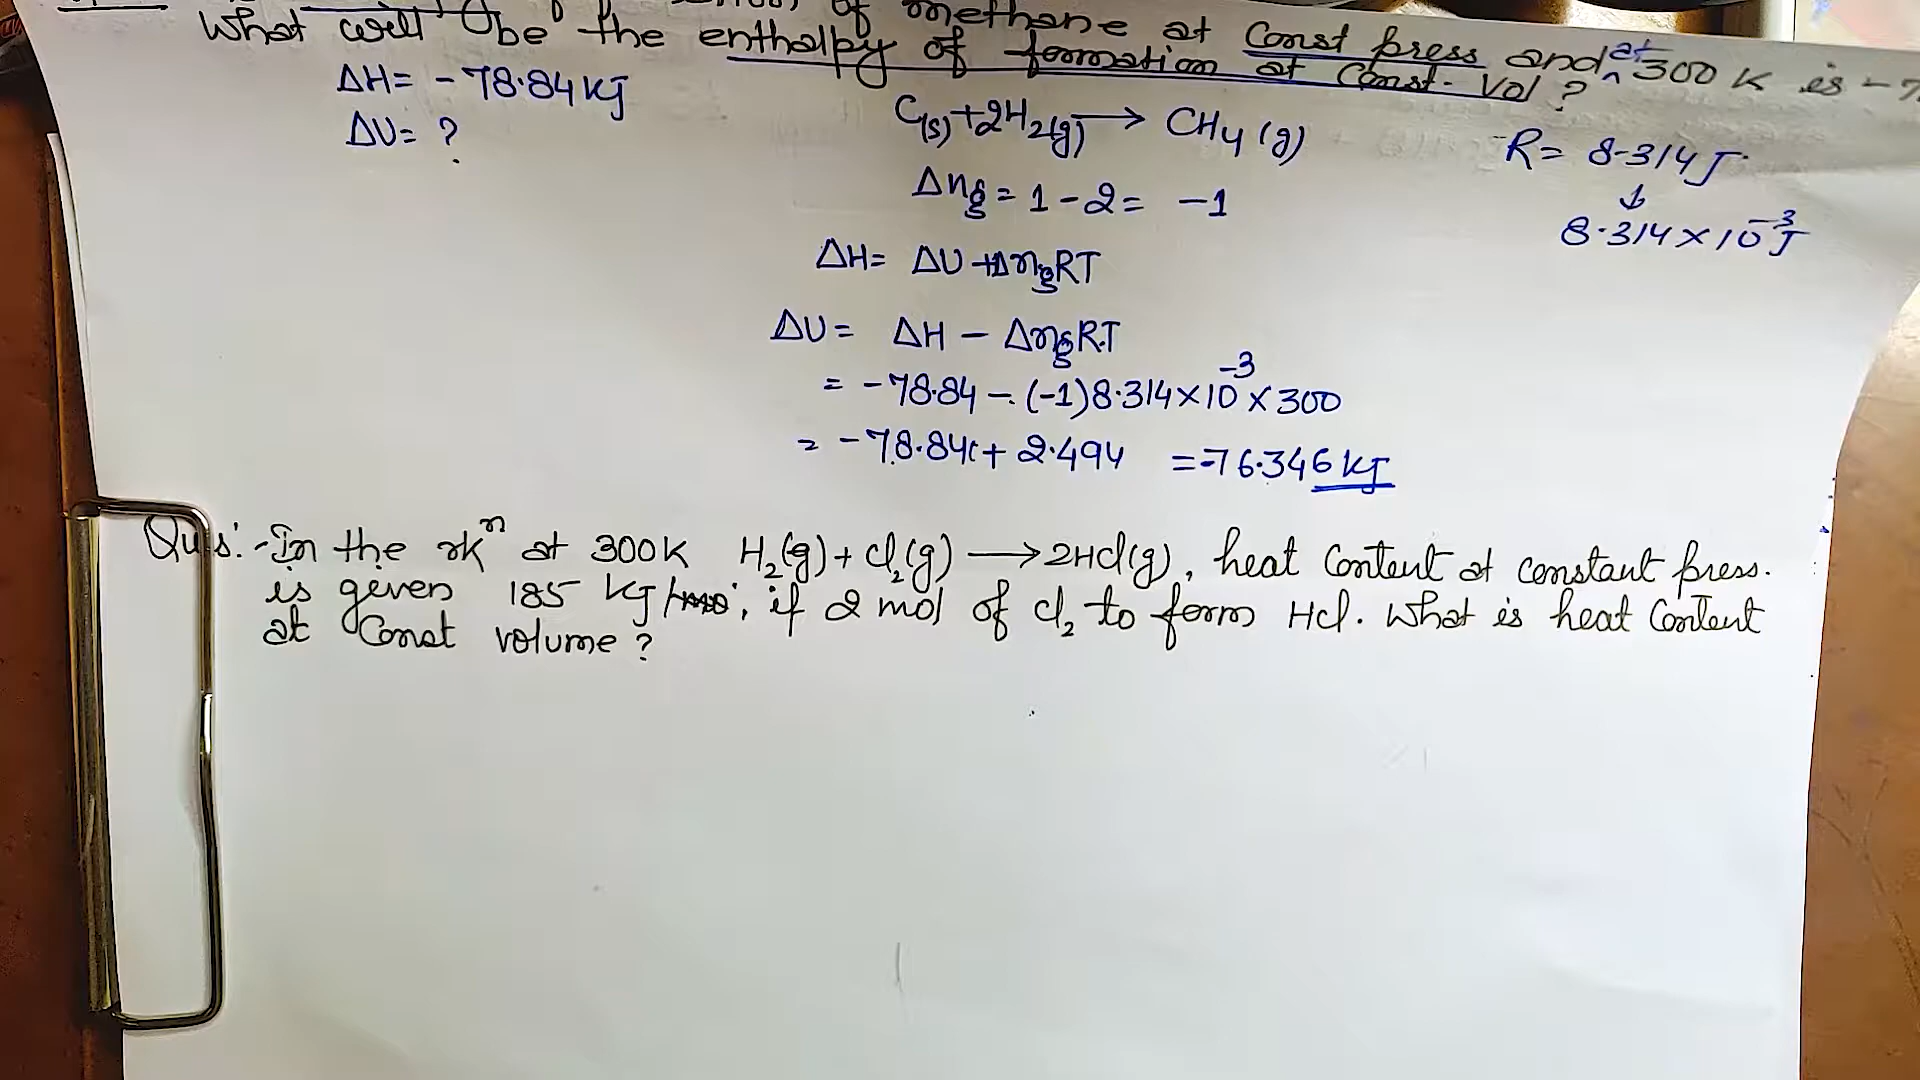 of methane at Const press and at 300 K is -7
What will be the enthalpy of formation at Const. Vol ?
ΔH= -78.84 KJ
ΔU= ?
C(s)+2H₂(g) → CH₄ (g)
R= 8.314 J
↓
8.314 × 10⁻³ J
Δng = 1-2= -1
ΔH= ΔU +ΔngRT
ΔU= ΔH - ΔngRT
= -78.84 - (-1)8.314×10⁻³ × 300
= -78.84 + 2.494 =-76.346 KJ
Qus:- In the rxⁿ at 300K H₂(g)+ Cl₂(g) → 2HCl(g), heat Content at constant press.
is given 185 KJ, if 2 mol of Cl₂ to form HCl. What is heat Content
at Const volume ?